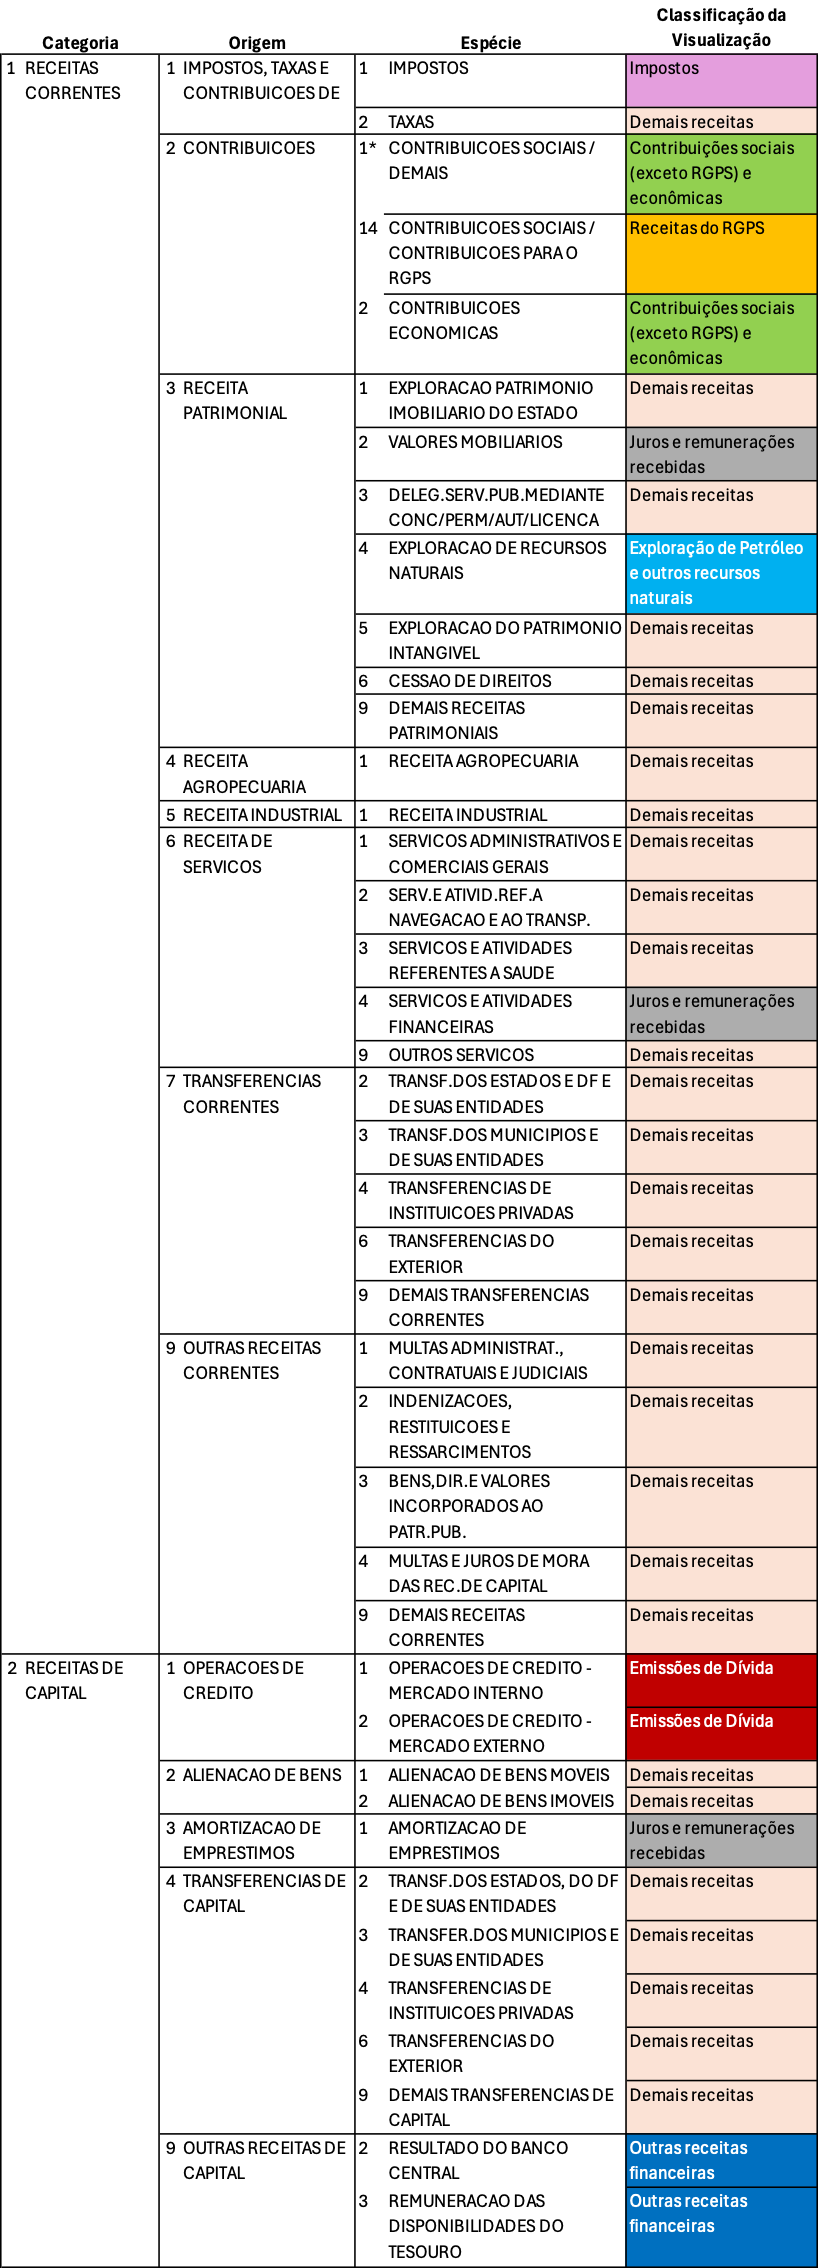 Categoria Origem Espécie Classificação da
Visualização
1 RECEITAS CORRENTES
1 IMPOSTOS, TAXAS E CONTRIBUICOES DE
1 IMPOSTOS
Impostos
2 TAXAS
Demais receitas
2 CONTRIBUICOES
1* CONTRIBUICOES SOCIAIS /
DEMAIS
Contribuições sociais
(exceto RGPS) e
econômicas
14 CONTRIBUICOES SOCIAIS /
CONTRIBUICOES PARA O
RGPS
Receitas do RGPS
2 CONTRIBUICOES
ECONOMICAS
Contribuições sociais
(exceto RGPS) e
econômicas
3 RECEITA
PATRIMONIAL
1 EXPLORACAO PATRIMONIO
IMOBILIARIO DO ESTADO
Demais receitas
2 VALORES MOBILIARIOS
Juros e remunerações
recebidas
3 DELEG.SERV.PUB.MEDIANTE
CONC/PERM/AUT/LICENCA
Demais receitas
4 EXPLORACAO DE RECURSOS
NATURAIS
Exploração de Petróleo
e outros recursos
naturais
5 EXPLORACAO DO PATRIMONIO
INTANGIVEL
Demais receitas
6 CESSAO DE DIREITOS
Demais receitas
9 DEMAIS RECEITAS
PATRIMONIAIS
Demais receitas
4 RECEITA
AGROPECUARIA
1 RECEITA AGROPECUARIA
Demais receitas
5 RECEITA INDUSTRIAL
1 RECEITA INDUSTRIAL
Demais receitas
6 RECEITA DE
SERVICOS
1 SERVICOS ADMINISTRATIVOS E
COMERCIAIS GERAIS
Demais receitas
2 SERV.E ATIVID.REF.A
NAVEGACAO E AO TRANSP.
Demais receitas
3 SERVICOS E ATIVIDADES
REFERENTES A SAUDE
Demais receitas
4 SERVICOS E ATIVIDADES
FINANCEIRAS
Juros e remunerações
recebidas
9 OUTROS SERVICOS
Demais receitas
7 TRANSFERENCIAS
CORRENTES
2 TRANSF.DOS ESTADOS E DF E
DE SUAS ENTIDADES
Demais receitas
3 TRANSF.DOS MUNICIPIOS E
DE SUAS ENTIDADES
Demais receitas
4 TRANSFERENCIAS DE
INSTITUICOES PRIVADAS
Demais receitas
6 TRANSFERENCIAS DO
EXTERIOR
Demais receitas
9 DEMAIS TRANSFERENCIAS
CORRENTES
Demais receitas
9 OUTRAS RECEITAS
CORRENTES
1 MULTAS ADMINISTRAT.,
CONTRATUAIS E JUDICIAIS
Demais receitas
2 INDENIZACOES,
RESTITUICOES E
RESSARCIMENTOS
Demais receitas
3 BENS,DIR.E VALORES
INCORPORADOS AO
PATR.PUB.
Demais receitas
4 MULTAS E JUROS DE MORA
DAS REC.DE CAPITAL
Demais receitas
9 DEMAIS RECEITAS
CORRENTES
Demais receitas
2 RECEITAS DE
CAPITAL
1 OPERACOES DE
CREDITO
1 OPERACOES DE CREDITO -
MERCADO INTERNO
Emissões de Dívida
2 OPERACOES DE CREDITO -
MERCADO EXTERNO
Emissões de Dívida
2 ALIENACAO DE BENS
1 ALIENACAO DE BENS MOVEIS
Demais receitas
2 ALIENACAO DE BENS IMOVEIS
Demais receitas
3 AMORTIZACAO DE
EMPRESTIMOS
1 AMORTIZACAO DE
EMPRESTIMOS
Juros e remunerações
recebidas
4 TRANSFERENCIAS DE
CAPITAL
2 TRANSF.DOS ESTADOS, DO DF
E DE SUAS ENTIDADES
Demais receitas
3 TRANSFER.DOS MUNICIPIOS E
DE SUAS ENTIDADES
Demais receitas
4 TRANSFERENCIAS DE
INSTITUICOES PRIVADAS
Demais receitas
6 TRANSFERENCIAS DO
EXTERIOR
Demais receitas
9 DEMAIS TRANSFERENCIAS DE
CAPITAL
Demais receitas
9 OUTRAS RECEITAS DE
CAPITAL
2 RESULTADO DO BANCO
CENTRAL
Outras receitas
financeiras
3 REMUNERACAO DAS
DISPONIBILIDADES DO
TESOURO
Outras receitas
financeiras